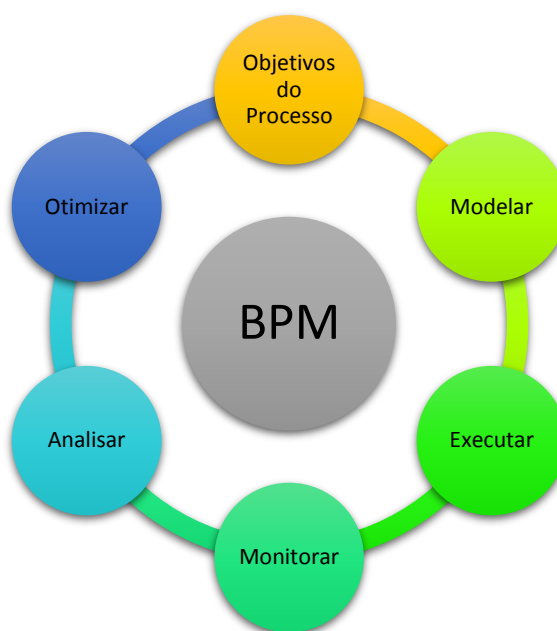 Objetivos
do
Processo
Modelar
Executar
Monitorar
Analisar
Otimizar
BPM